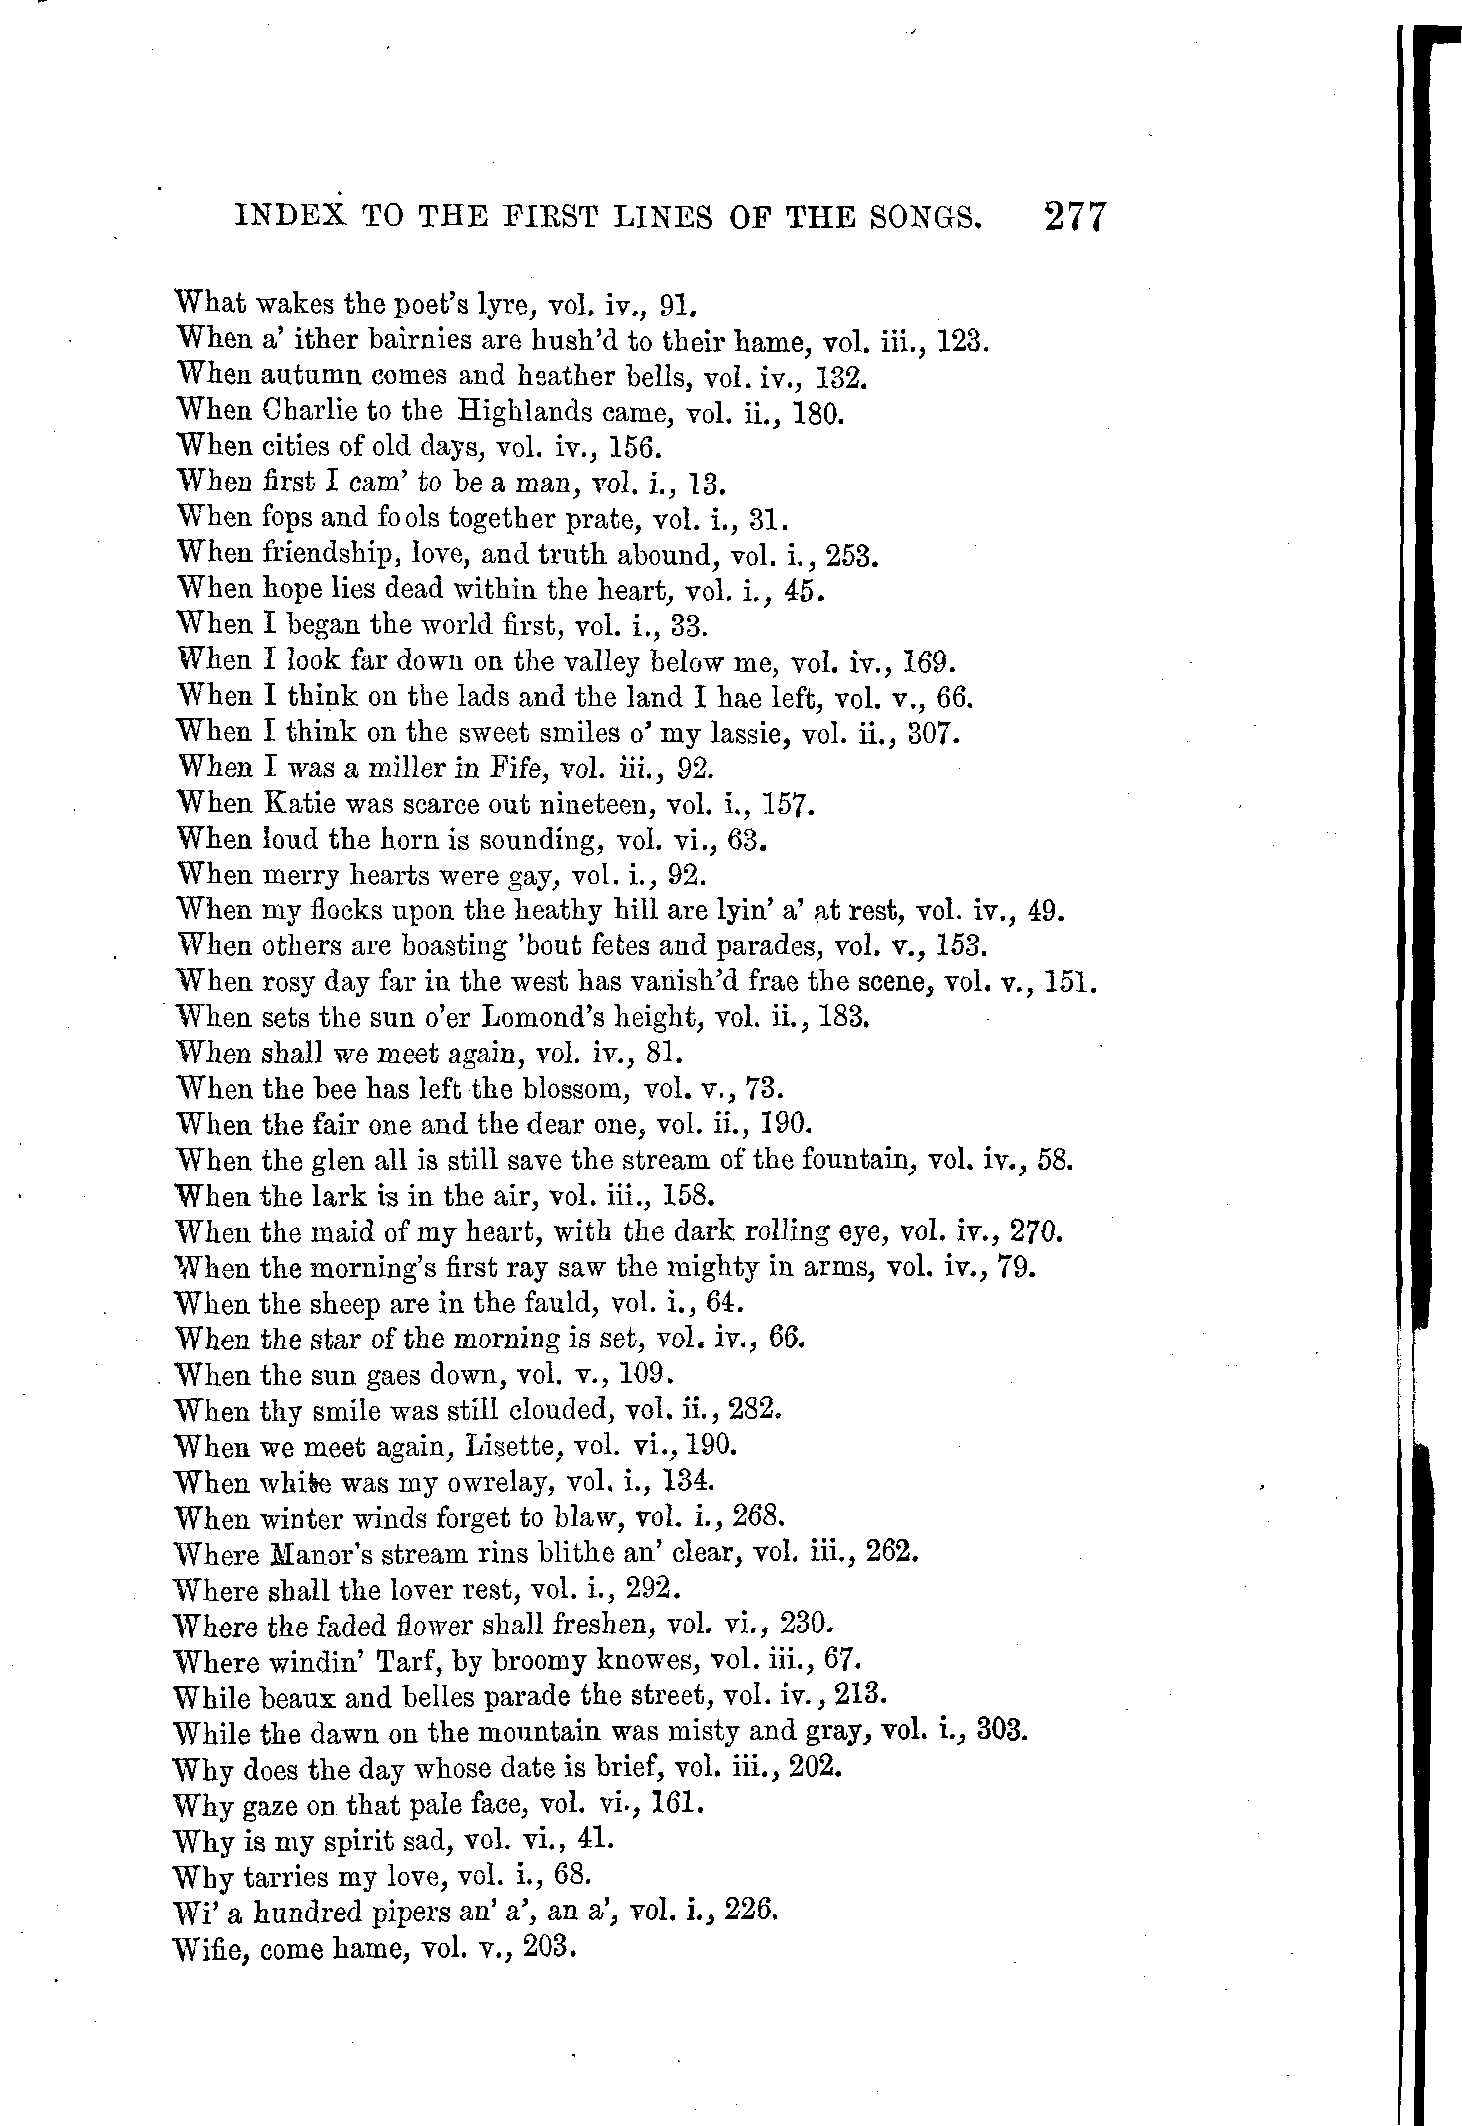 INDEX TO THE FIRST LINES OF THE SONGS. 277
What wakes the poet's lyre, vol. iv., 91.
When a' ither bairnies are hush'd to their hame, vol. iii., 123.
When autumn comes and heather bells, vol. iv., 132.
When Charlie to the Highlands came, vol. ii., 180.
When cities of old days, vol. iv., 156.
When first I cam' to be a man, vol. i., 13.
When fops and fools together prate, vol. i., 31.
When friendship, love, and truth abound, vol. i., 253.
When hope lies dead within the heart, vol. i., 45.
When I began the world first, vol. i., 33.
When I look far down on the valley below me, vol. iv., 169.
When I think on the lads and the land I hae left, vol. v., 66.
When I think on the sweet smiles o' my lassie, vol. ii., 307.
When I was a miller in Fife, vol. iii., 92.
When Katie was scarce out nineteen, vol. i., 157.
When loud the horn is sounding, vol. vi., 63.
When merry hearts were gay, vol. i., 92.
When my flocks upon the heathy hill are lyin' a' at rest, vol. iv., 49.
When others are boasting 'bout fetes and parades, vol. v., 153.
When rosy day far in the west has vanish'd frae the scene, vol. v., 151.
When sets the sun o'er Lomond's height, vol. ii., 183.
When shall we meet again, vol. iv., 81.
When the bee has left the blossom, vol. v., 73.
When the fair one and the dear one, vol. ii., 190.
When the glen all is still save the stream of the fountain, vol. iv., 58.
When the lark is in the air, vol. iii., 158.
When the maid of my heart, with the dark rolling eye, vol. iv., 270.
When the morning's first ray saw the mighty in arms, vol. iv., 79.
When the sheep are in the fauld, vol. i., 64.
When the star of the morning is set, vol. iv., 66.
When the sun gaes down, vol. v., 109.
When thy smile was still clouded, vol. ii., 282.
When we meet again, Lisette, vol. vi., 190.
When white was my owrelay, vol. i., 134.
When winter winds forget to blaw, vol. i., 268.
Where Manor's stream rins blithe an' clear, vol. iii., 262.
Where shall the lover rest, vol. i., 292.
Where the faded flower shall freshen, vol. vi., 230.
Where windin' Tarf, by broomy knowes, vol. iii., 67.
While beaux and belles parade the street, vol. iv., 213.
While the dawn on the mountain was misty and gray, vol. i., 303.
Why does the day whose date is brief, vol. iii., 202.
Why gaze on that pale face, vol. vi., 161.
Why is my spirit sad, vol. vi., 41.
Why tarries my love, vol. i., 68.
Wi' a hundred pipers an' a', an a', vol. i., 226.
Wifie, come hame, vol. v., 203.